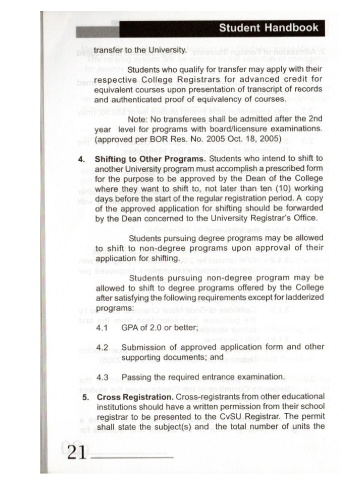 Student Handbook
transfer to the University.
Students who qualify for transfer may apply with their
respective College Registrars for advanced credit for
equivalent courses upon presentation of transcript of records
and authenticated proof of equivalency of courses.
Note: No transferees shall be admitted after the 2nd
year level for programs with board/licensure examinations.
(approved per BOR Res. No. 2005 Oct. 18, 2005)
4. Shifting to Other Programs. Students who intend to shift to
another University program must accomplish a prescribed form
for the purpose to be approved by the Dean of the College
where they want to shift to, not later than ten (10) working
days before the start of the regular registration period. A copy
of the approved application for shifting should be forwarded
by the Dean concerned to the University Registrar's Office.
Students pursuing degree programs may be allowed
to shift to non-degree programs upon approval of their
application for shifting.
Students pursuing non-degree program may be
allowed to shift to degree programs offered by the College
after satisfying the following requirements except for ladderized
programs:
4.1 GPA of 2.0 or better;
4.2 Submission of approved application form and other
supporting documents; and
4.3 Passing the required entrance examination.
5. Cross Registration. Cross-registrants from other educational
institutions should have a written permission from their school
registrar to be presented to the CvSU Registrar. The permit
shall state the subject(s) and the total number of units the
21